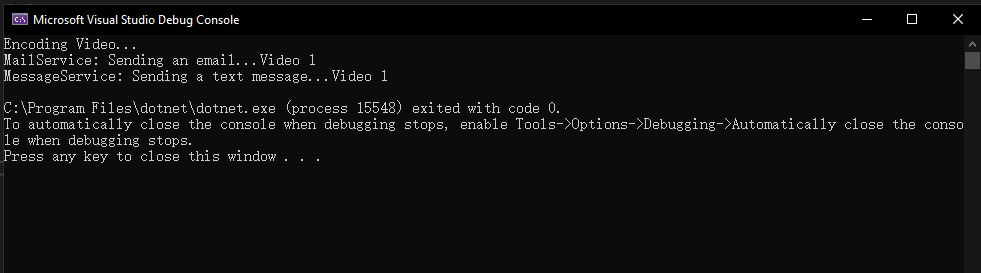 Microsoft Visual Studio Debug Console
Encoding Video...
MailService: Sending an email...Video 1
MessageService: Sending a text message...Video 1
C:\Program Files\dotnet\dotnet.exe (process 15548) exited with code 0.
To automatically close the console when debugging stops, enable Tools->Options->Debugging->Automatically close the conso
le when debugging stops.
Press any key to close this window . . .